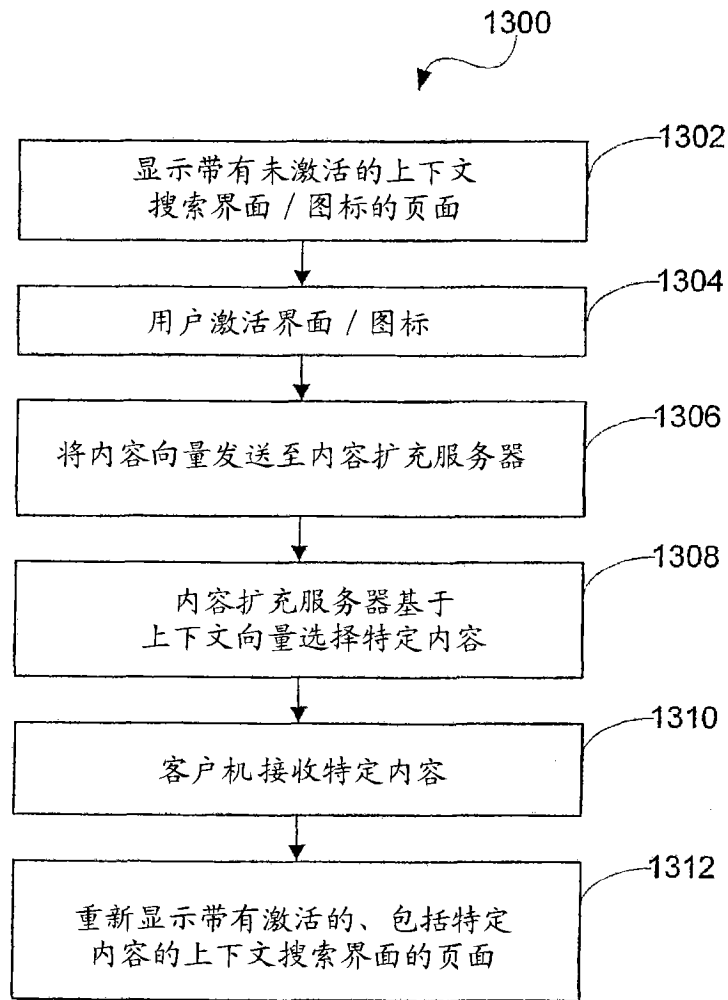 1300
1302
显示带有未激活的上下文
搜索界面/图标的页面
1304
用户激活界面/图标
1306
将内容向量发送至内容扩充服务器
1308
内容扩充服务器基于
上下文向量选择特定内容
1310
客户机接收特定内容
1312
重新显示带有激活的、包括特定
内容的上下文搜索界面的页面